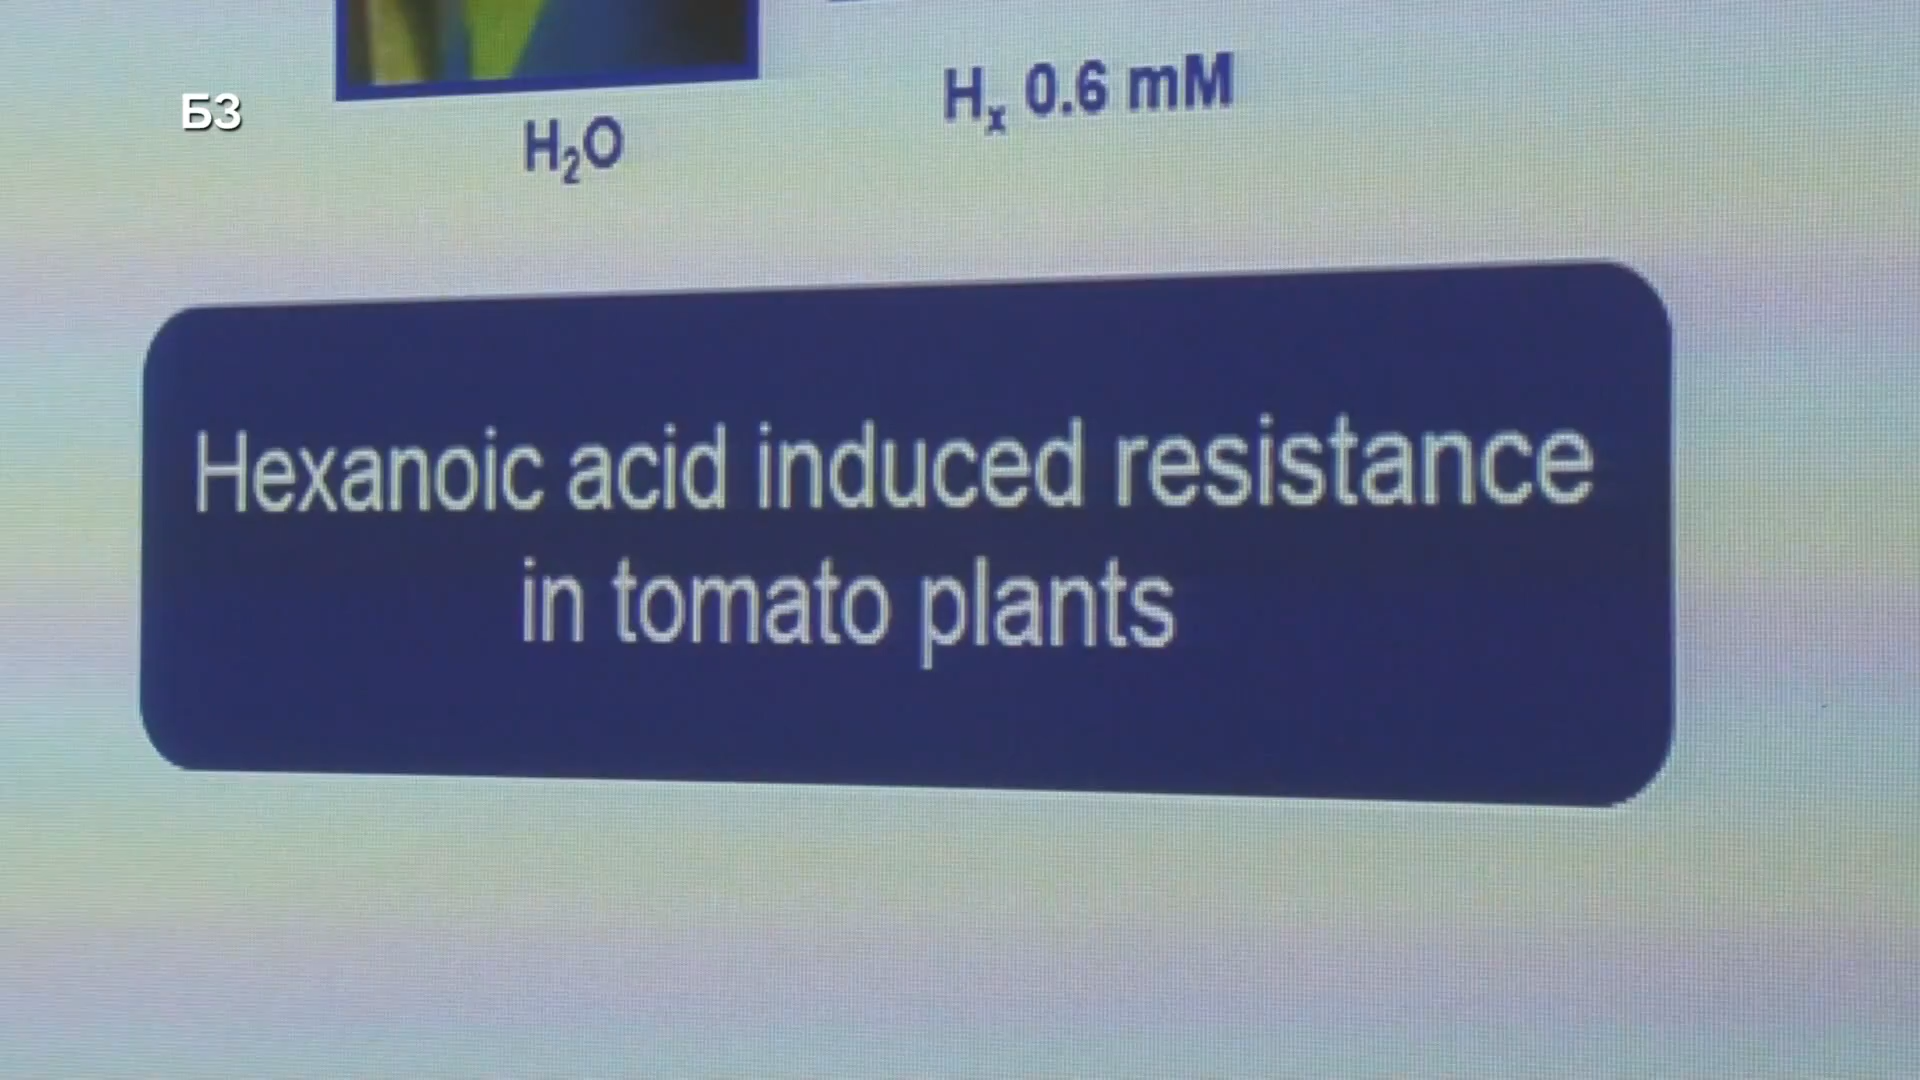 БЗ
H₂O
Hₓ 0.6 mM
Hexanoic acid induced resistance
in tomato plants